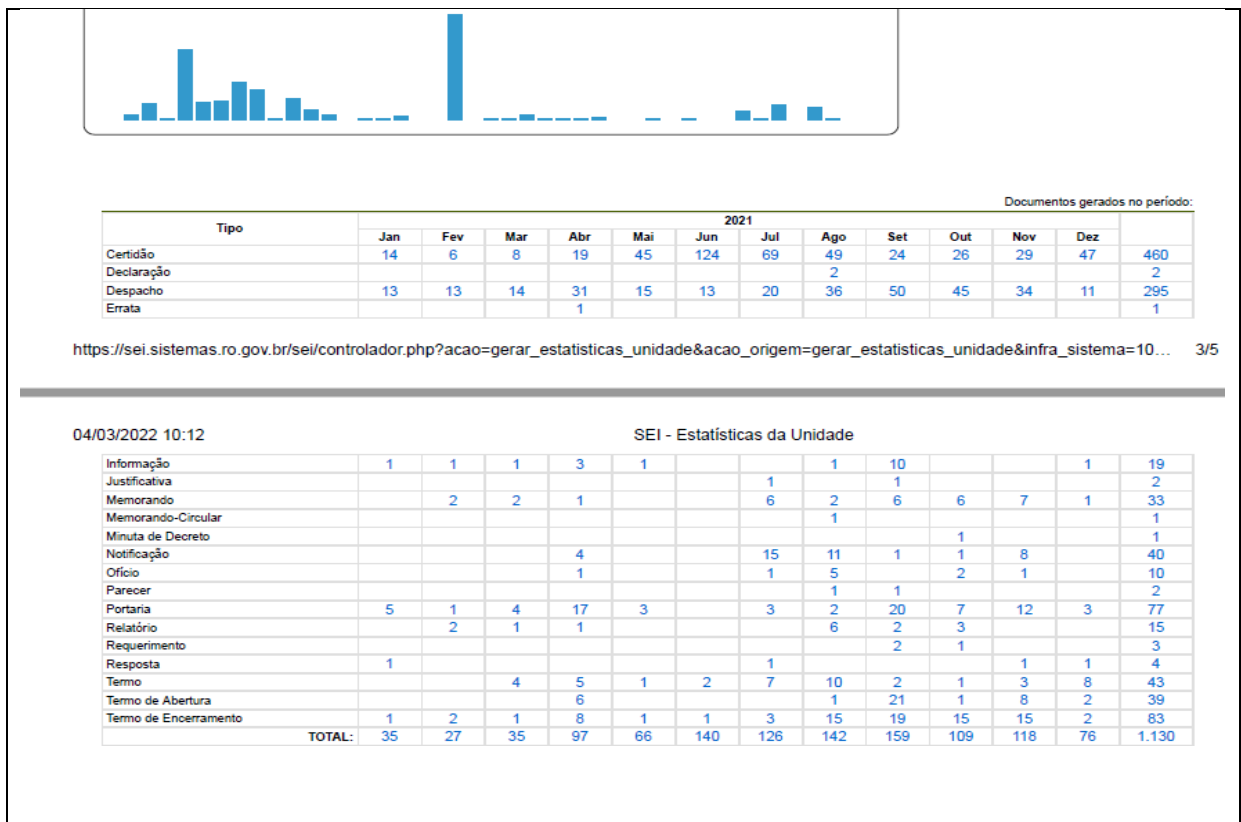 Documentos gerados no período:
Tipo 2021
Jan Fev Mar Abr Mai Jun Jul Ago Set Out Nov Dez
Certidão 14 6 8 19 45 124 69 49 24 26 29 47 460
Declaração 2 2
Despacho 13 13 14 31 15 13 20 36 50 45 34 11 295
Errata 1 1
https://sei.sistemas.ro.gov.br/sei/controlador.php?acao=gerar_estatisticas_unidade&acao_origem=gerar_estatisticas_unidade&infra_sistema=10... 3/5
04/03/2022 10:12 SEI - Estatísticas da Unidade
Informação 1 1 1 3 1 1 10 1 19
Justificativa 1 1 2
Memorando 2 2 1 6 2 6 6 7 1 33
Memorando-Circular 1 1
Minuta de Decreto 1 1
Notificação 4 15 11 1 1 8 40
Ofício 1 1 5 2 1 10
Parecer 1 1 2
Portaria 5 1 4 17 3 3 2 20 7 12 3 77
Relatório 2 1 1 6 2 3 15
Requerimento 2 1 3
Resposta 1 1 1 1 4
Termo 4 5 1 2 7 10 2 1 3 8 43
Termo de Abertura 6 1 21 1 8 2 39
Termo de Encerramento 1 2 1 8 1 1 3 15 19 15 15 2 83
TOTAL: 35 27 35 97 66 140 126 142 159 109 118 76 1.130